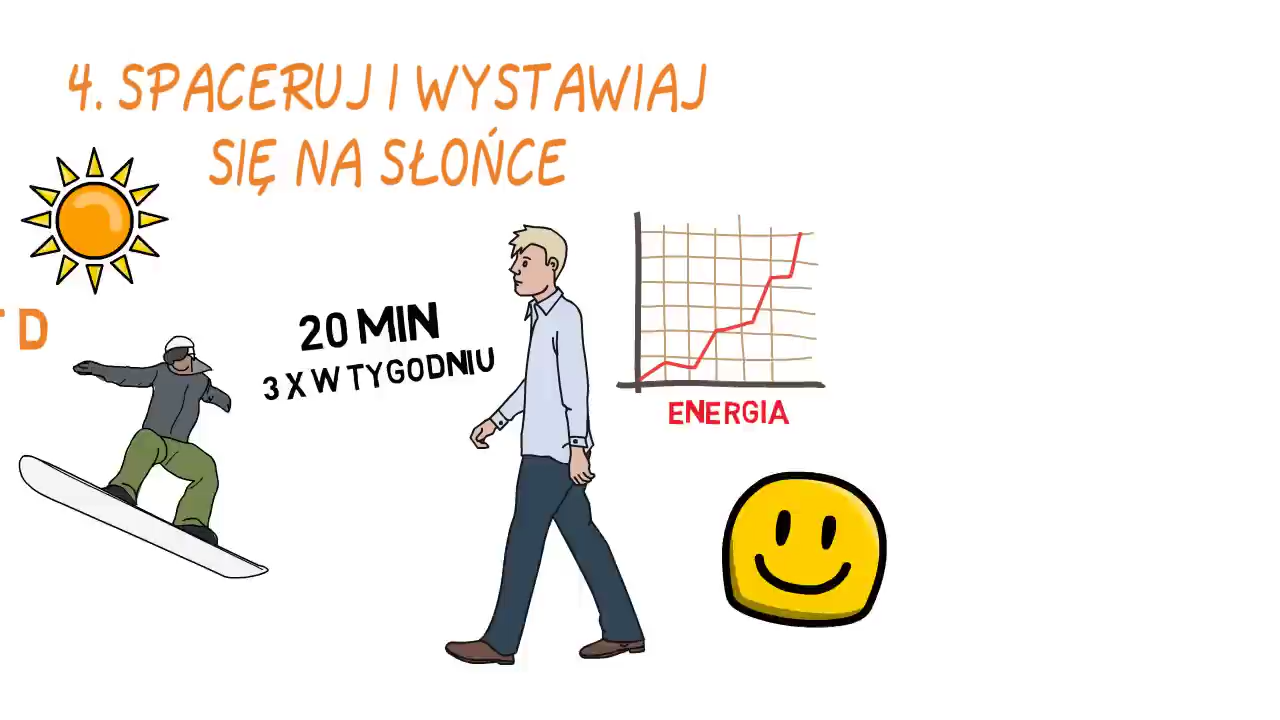 4. SPACERUJ I WYSTAWIAJ
SIĘ NA SŁOŃCE
D
20 MIN
3 X W TYGODNIU
ENERGIA